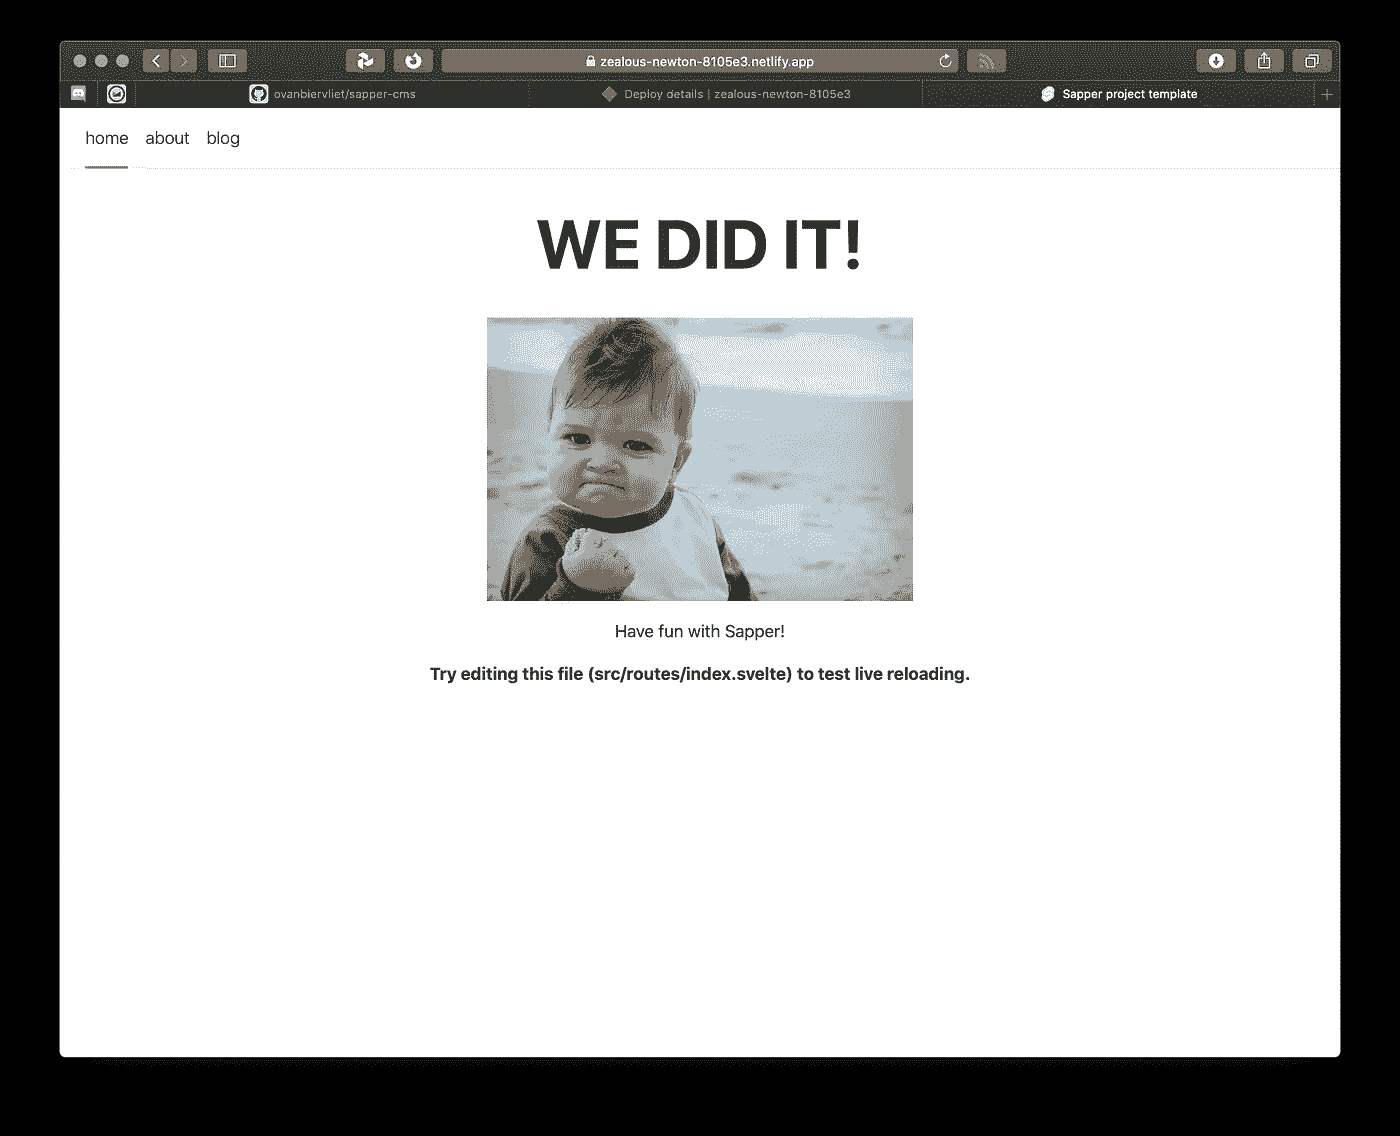 zealous-newton-8105e3.netlify.app
ovanbiervliet/sapper-cms
Deploy details | zealous-newton-8105e3
Sapper project template
home about blog
WE DID IT!
Have fun with Sapper!
Try editing this file (src/routes/index.svelte) to test live reloading.